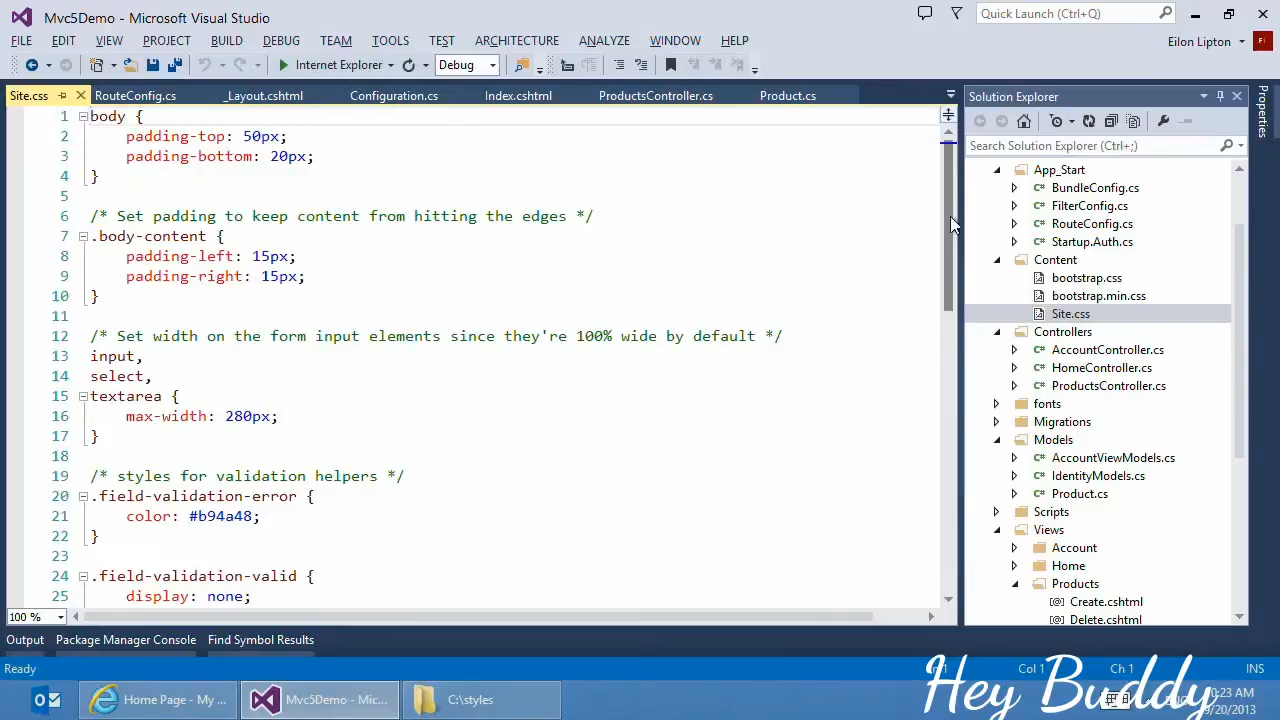 Mvc5Demo - Microsoft Visual Studio
Quick Launch (Ctrl+Q)
FILE EDIT VIEW PROJECT BUILD DEBUG TEAM TOOLS TEST ARCHITECTURE ANALYZE WINDOW HELP
Eilon Lipton
Internet Explorer
Debug
Site.css RouteConfig.cs _Layout.cshtml Configuration.cs Index.cshtml ProductsController.cs Product.cs
1 body {
2 padding-top: 50px;
3 padding-bottom: 20px;
4 }
5
6 /* Set padding to keep content from hitting the edges */
7 .body-content {
8 padding-left: 15px;
9 padding-right: 15px;
10 }
11
12 /* Set width on the form input elements since they're 100% wide by default */
13 input,
14 select,
15 textarea {
16 max-width: 280px;
17 }
18
19 /* styles for validation helpers */
20 .field-validation-error {
21 color: #b94a48;
22 }
23
24 .field-validation-valid {
25 display: none;
100 %
Solution Explorer
Search Solution Explorer (Ctrl+;)
App_Start
C# BundleConfig.cs
C# FilterConfig.cs
C# RouteConfig.cs
C# Startup.Auth.cs
Content
bootstrap.css
bootstrap.min.css
Site.css
Controllers
C# AccountController.cs
C# HomeController.cs
C# ProductsController.cs
fonts
Migrations
Models
C# AccountViewModels.cs
C# IdentityModels.cs
C# Product.cs
Scripts
Views
Account
Home
Products
[@] Create.cshtml
[@] Delete.cshtml
Properties
Output Package Manager Console Find Symbol Results
Ready
Col 1 Ch 1 INS
Home Page - My ...
Mvc5Demo - Mic...
C:\styles
Hey Buddy
9/20/2013